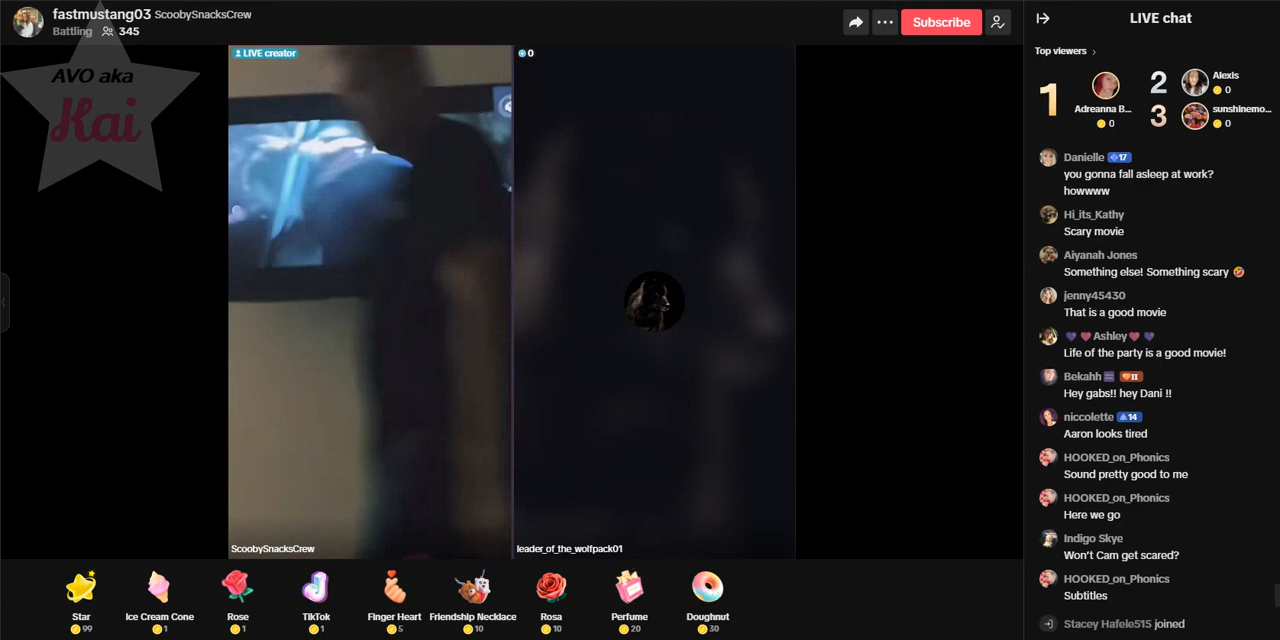 fastmustang03 ScoobySnacksCrew
Battling 345
Subscribe
LIVE chat
AVO aka
Kai
LIVE creator
0
ScoobySnacksCrew
leader_of_the_wolfpack01
Top viewers
1
Adreanna B...
0
2
Alexis
0
3
sunshinemo...
0
Danielle 17
you gonna fall asleep at work?
howwww
Hi_its_Kathy
Scary movie
Aiyanah Jones
Something else! Something scary 🤣
jenny45430
That is a good movie
💜 ❤️ Ashley ❤️ 💜
Life of the party is a good movie!
Bekahh II
Hey gabs!! hey Dani !!
niccolette 14
Aaron looks tired
HOOKED_on_Phonics
Sound pretty good to me
HOOKED_on_Phonics
Here we go
Indigo Skye
Won't Cam get scared?
HOOKED_on_Phonics
Subtitles
Stacey Hafele515 joined
Star
99
Ice Cream Cone
1
Rose
1
TikTok
1
Finger Heart
5
Friendship Necklace
10
Rosa
10
Perfume
20
Doughnut
30